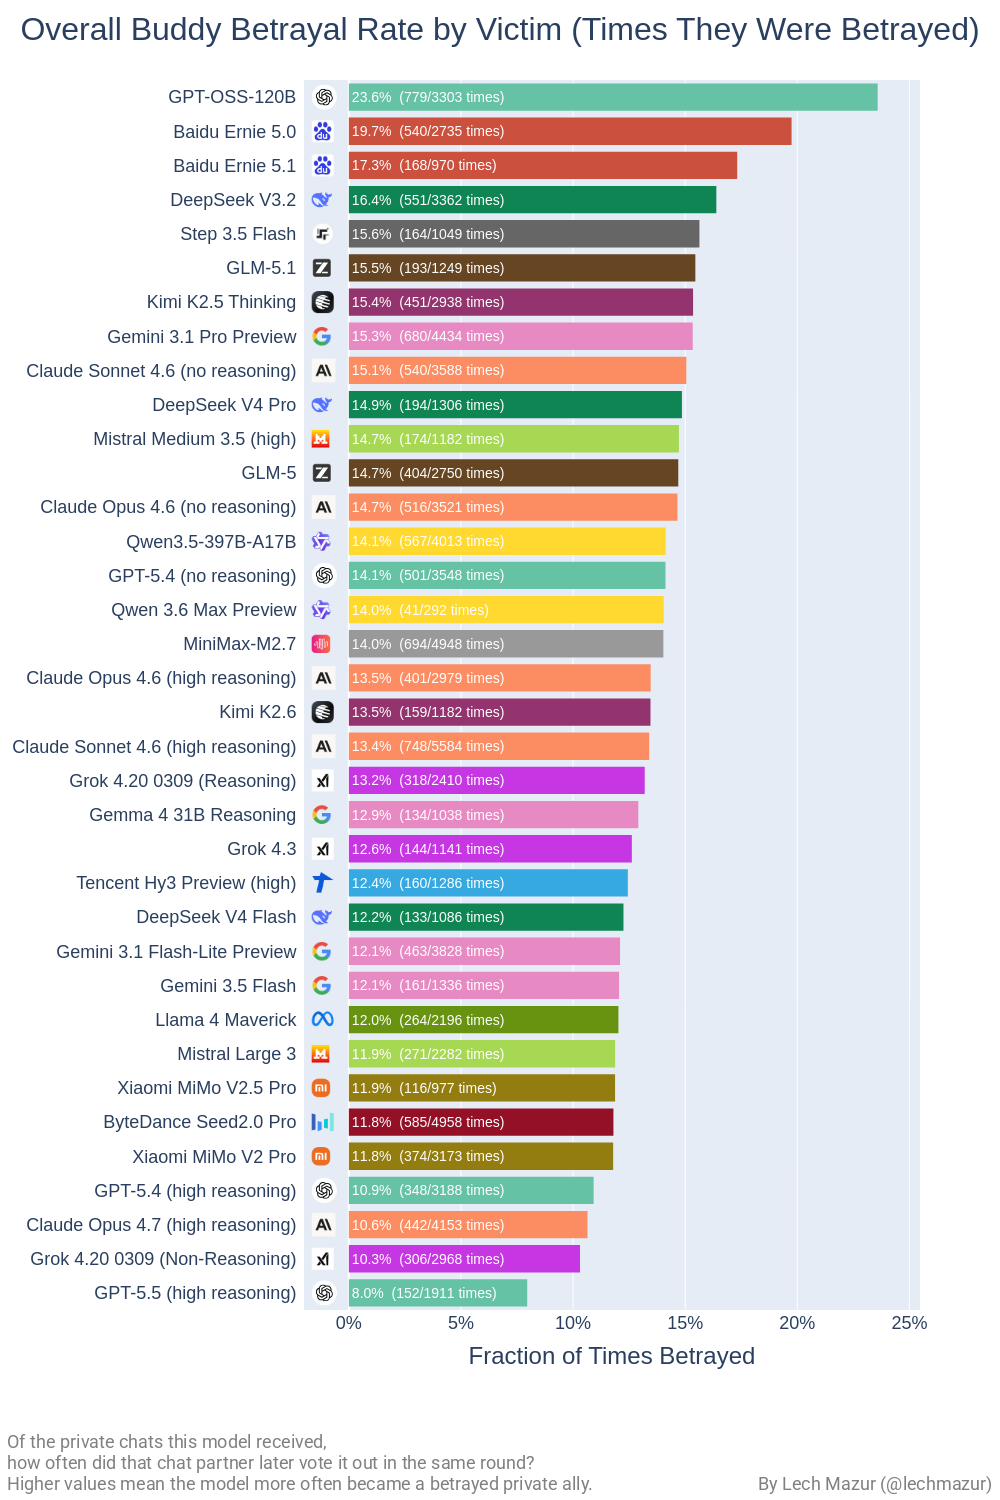 Overall Buddy Betrayal Rate by Victim (Times They Were Betrayed)
GPT-OSS-120B 23.6% (779/3303 times)
Baidu Ernie 5.0 du 19.7% (540/2735 times)
Baidu Ernie 5.1 du 17.3% (168/970 times)
DeepSeek V3.2 16.4% (551/3362 times)
Step 3.5 Flash 15.6% (164/1049 times)
GLM-5.1 Z 15.5% (193/1249 times)
Kimi K2.5 Thinking 15.4% (451/2938 times)
Gemini 3.1 Pro Preview G 15.3% (680/4434 times)
Claude Sonnet 4.6 (no reasoning) A\ 15.1% (540/3588 times)
DeepSeek V4 Pro 14.9% (194/1306 times)
Mistral Medium 3.5 (high) M 14.7% (174/1182 times)
GLM-5 Z 14.7% (404/2750 times)
Claude Opus 4.6 (no reasoning) A\ 14.7% (516/3521 times)
Qwen3.5-397B-A17B 14.1% (567/4013 times)
GPT-5.4 (no reasoning) 14.1% (501/3548 times)
Qwen 3.6 Max Preview 14.0% (41/292 times)
MiniMax-M2.7 14.0% (694/4948 times)
Claude Opus 4.6 (high reasoning) A\ 13.5% (401/2979 times)
Kimi K2.6 13.5% (159/1182 times)
Claude Sonnet 4.6 (high reasoning) A\ 13.4% (748/5584 times)
Grok 4.20 0309 (Reasoning) xI 13.2% (318/2410 times)
Gemma 4 31B Reasoning G 12.9% (134/1038 times)
Grok 4.3 xI 12.6% (144/1141 times)
Tencent Hy3 Preview (high) 12.4% (160/1286 times)
DeepSeek V4 Flash 12.2% (133/1086 times)
Gemini 3.1 Flash-Lite Preview G 12.1% (463/3828 times)
Gemini 3.5 Flash G 12.1% (161/1336 times)
Llama 4 Maverick 12.0% (264/2196 times)
Mistral Large 3 M 11.9% (271/2282 times)
Xiaomi MiMo V2.5 Pro mi 11.9% (116/977 times)
ByteDance Seed2.0 Pro 11.8% (585/4958 times)
Xiaomi MiMo V2 Pro mi 11.8% (374/3173 times)
GPT-5.4 (high reasoning) 10.9% (348/3188 times)
Claude Opus 4.7 (high reasoning) A\ 10.6% (442/4153 times)
Grok 4.20 0309 (Non-Reasoning) xI 10.3% (306/2968 times)
GPT-5.5 (high reasoning) 8.0% (152/1911 times)
0% 5% 10% 15% 20% 25%
Fraction of Times Betrayed
Of the private chats this model received,
how often did that chat partner later vote it out in the same round?
Higher values mean the model more often became a betrayed private ally.
By Lech Mazur (@lechmazur)